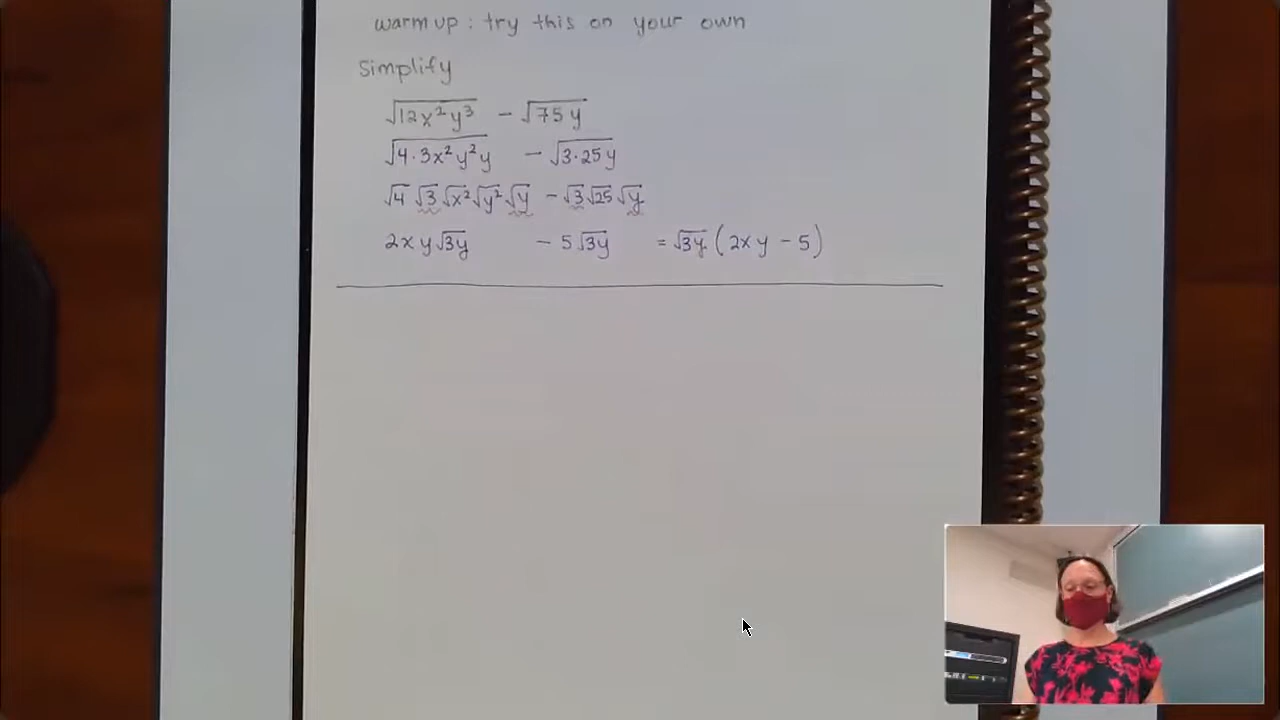 warm up : try this on your own
Simplify
√12x²y³ - √75y
√4·3x²y²y - √3·25y
√4 √3 √x² √y² √y - √3 √25 √y
2xy√3y - 5√3y = √3y (2xy - 5)